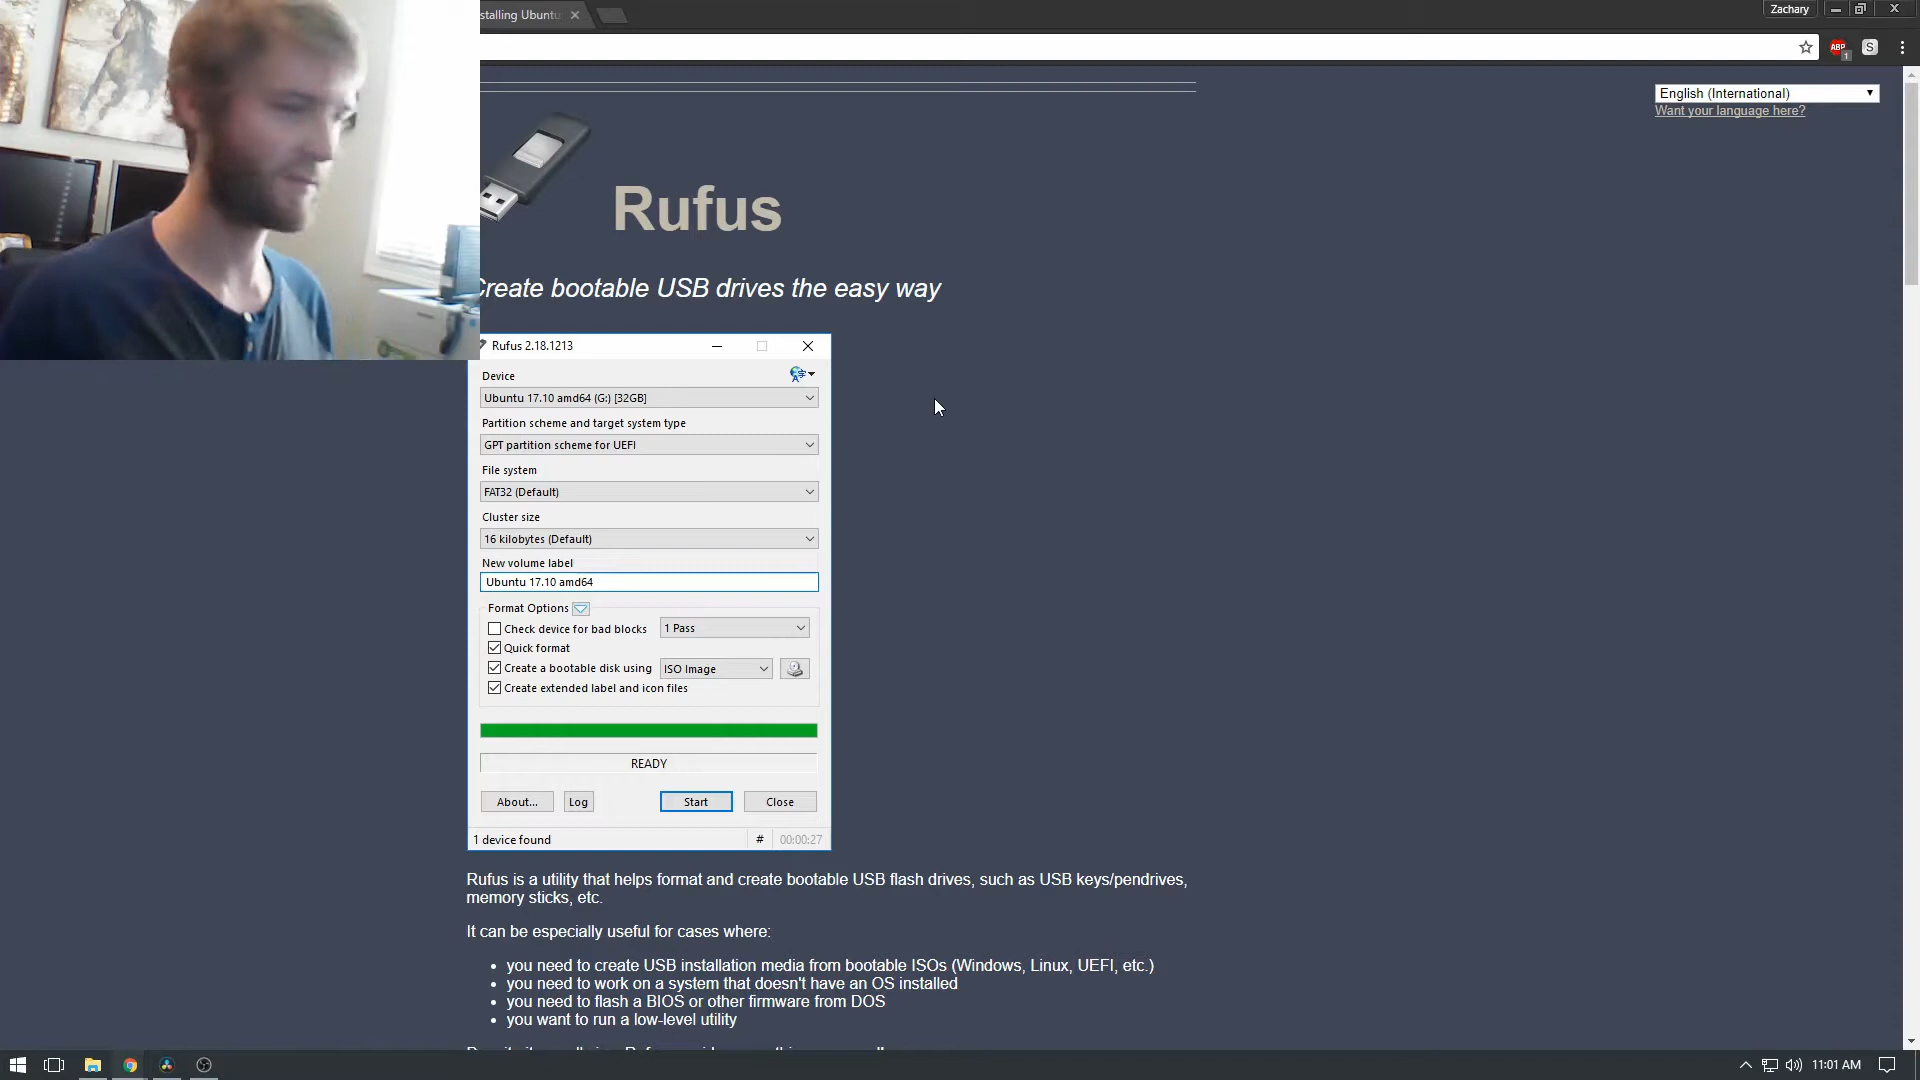 stalling Ubuntu
Zachary
ABP
1
S
English (International)
Want your language here?
Rufus
Create bootable USB drives the easy way
Rufus 2.18.1213
Device
Ubuntu 17.10 amd64 (G:) [32GB]
Partition scheme and target system type
GPT partition scheme for UEFI
File system
FAT32 (Default)
Cluster size
16 kilobytes (Default)
New volume label
Ubuntu 17.10 amd64
Format Options
Check device for bad blocks
1 Pass
Quick format
Create a bootable disk using
ISO Image
Create extended label and icon files
READY
About...
Log
Start
Close
1 device found
#
00:00:27
Rufus is a utility that helps format and create bootable USB flash drives, such as USB keys/pendrives,
memory sticks, etc.
It can be especially useful for cases where:
• you need to create USB installation media from bootable ISOs (Windows, Linux, UEFI, etc.)
• you need to work on a system that doesn't have an OS installed
• you need to flash a BIOS or other firmware from DOS
• you want to run a low-level utility
11:01 AM